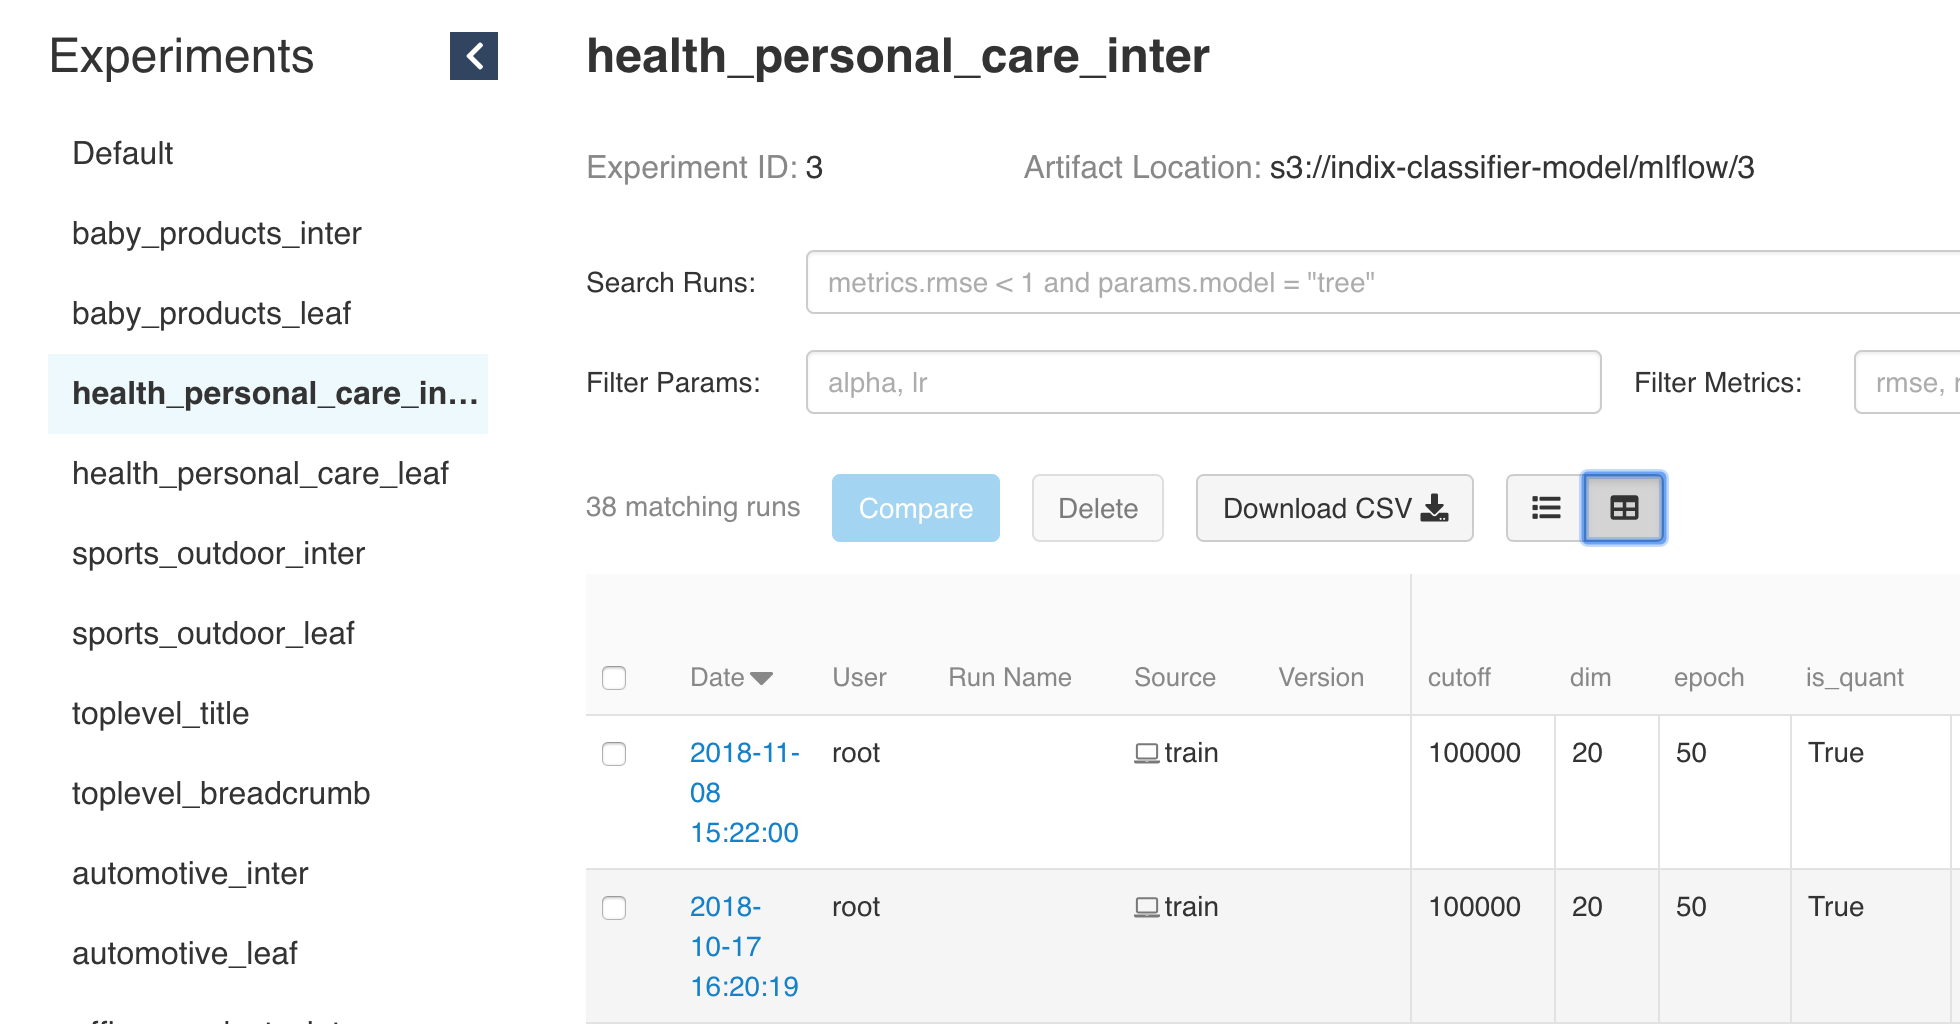 Experiments
Default
baby_products_inter
baby_products_leaf
health_personal_care_in...
health_personal_care_leaf
sports_outdoor_inter
sports_outdoor_leaf
toplevel_title
toplevel_breadcrumb
automotive_inter
automotive_leaf
health_personal_care_inter
Experiment ID: 3 Artifact Location: s3://indix-classifier-model/mlflow/3
Search Runs: metrics.rmse < 1 and params.model = "tree"
Filter Params: alpha, lr Filter Metrics: rmse,
38 matching runs Compare Delete Download CSV
Date User Run Name Source Version cutoff dim epoch is_quant
2018-11- root train 100000 20 50 True
08
15:22:00
2018- root train 100000 20 50 True
10-17
16:20:19